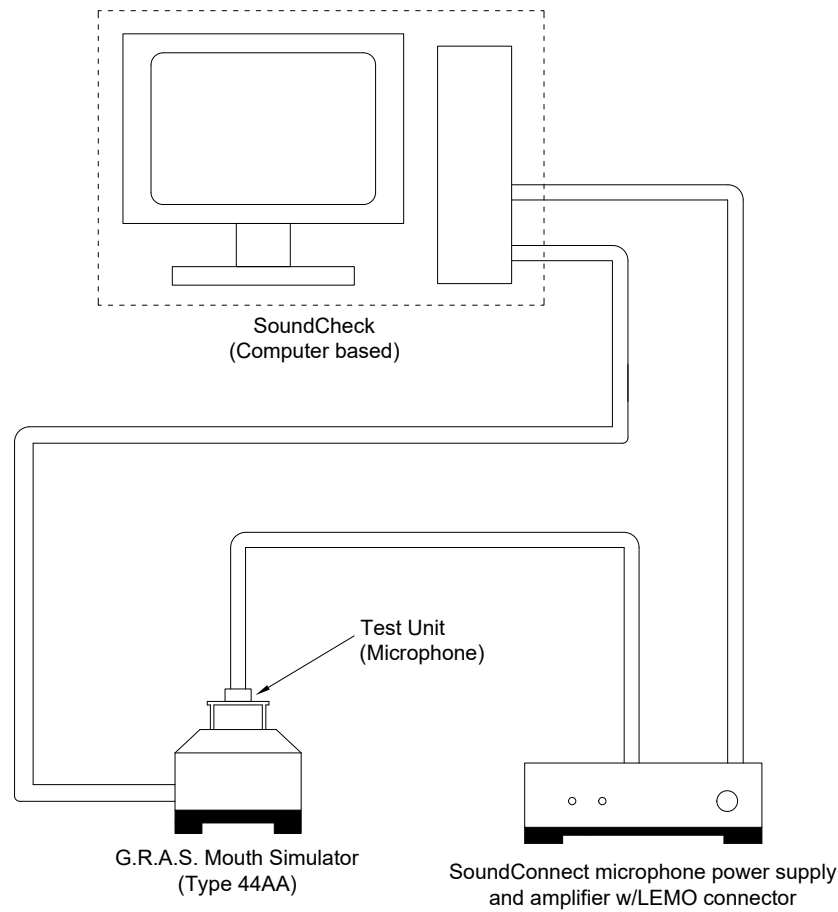 SoundCheck
(Computer based)
Test Unit
(Microphone)
G.R.A.S. Mouth Simulator
(Type 44AA)
SoundConnect microphone power supply
and amplifier w/LEMO connector